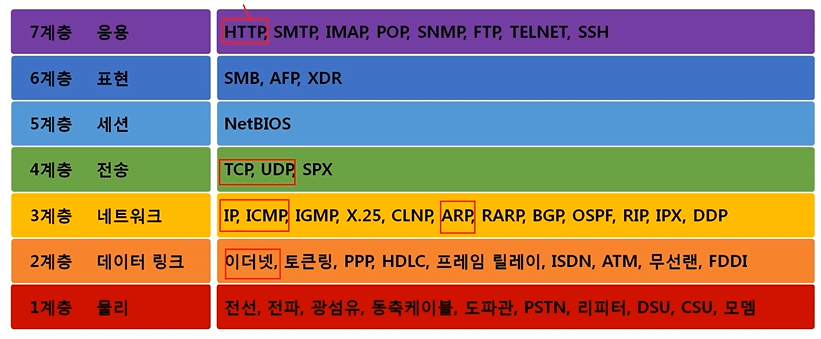 7계층 응용 HTTP, SMTP, IMAP, POP, SNMP, FTP, TELNET, SSH
6계층 표현 SMB, AFP, XDR
5계층 세션 NetBIOS
4계층 전송 TCP, UDP, SPX
3계층 네트워크 IP, ICMP, IGMP, X.25, CLNP, ARP, RARP, BGP, OSPF, RIP, IPX, DDP
2계층 데이터 링크 이더넷, 토큰링, PPP, HDLC, 프레임 릴레이, ISDN, ATM, 무선랜, FDDI
1계층 물리 전선, 전파, 광섬유, 동축케이블, 도파관, PSTN, 리피터, DSU, CSU, 모뎀